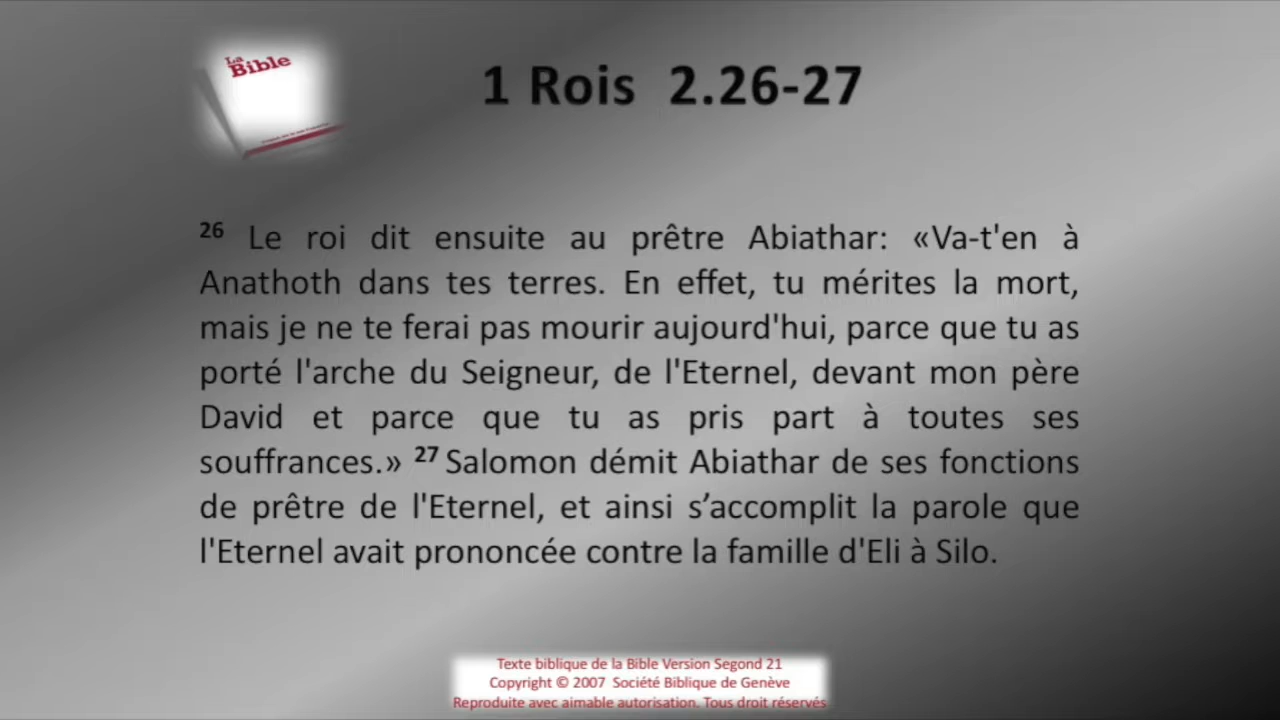 La
Bible
1 Rois 2.26-27
26 Le roi dit ensuite au prêtre Abiathar: «Va-t'en à
Anathoth dans tes terres. En effet, tu mérites la mort,
mais je ne te ferai pas mourir aujourd'hui, parce que tu as
porté l'arche du Seigneur, de l'Eternel, devant mon père
David et parce que tu as pris part à toutes ses
souffrances.» 27 Salomon démit Abiathar de ses fonctions
de prêtre de l'Eternel, et ainsi s’accomplit la parole que
l'Eternel avait prononcée contre la famille d'Eli à Silo.
Texte biblique de la Bible Version Segond 21
Copyright © 2007 Société Biblique de Genève
Reproduite avec aimable autorisation. Tous droit réservés